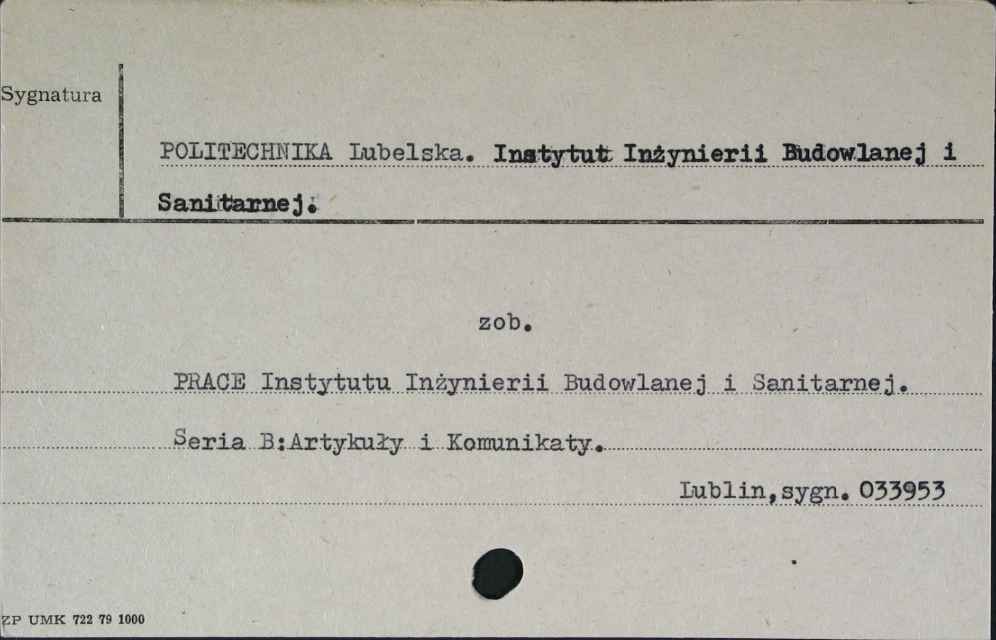 Sygnatura
POLITECHNIKA Lubelska. Instytut Inżynierii Budowlanej i
Sanitarnej.
zob.
PRACE Instytutu Inżynierii Budowlanej i Sanitarnej.
Seria B:Artykuły i Komunikaty.
Lublin,sygn. 033953
ZP UMK 722 79 1000